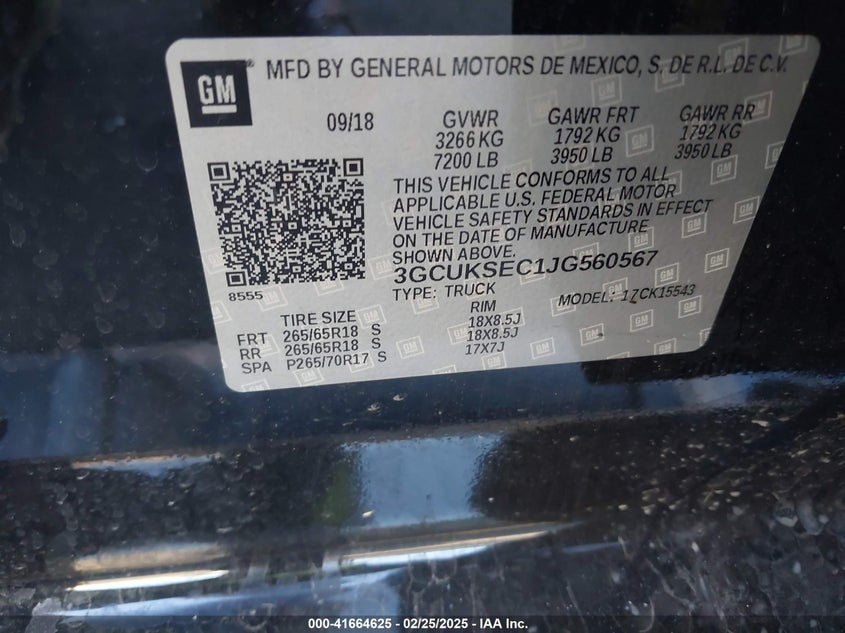 GM
MFD BY GENERAL MOTORS DE MEXICO, S. DE R.L. DE C.V.
09/18 GVWR GAWR FRT GAWR RR
3266 KG 1792 KG 1792 KG
7200 LB 3950 LB 3950 LB
THIS VEHICLE CONFORMS TO ALL
APPLICABLE U.S. FEDERAL MOTOR
VEHICLE SAFETY STANDARDS IN EFFECT
ON THE DATE OF MANUFACTURE
SHOWN ABOVE.
3GCUKSEC1JG560567
8555
TYPE: TRUCK MODEL: 17CK15543
TIRE SIZE RIM
FRT 265/65R18 S 18X8.5J
RR 265/65R18 S 18X8.5J
SPA P265/70R17 S 17X7J
000-41664625 - 02/25/2025 - IAA Inc.